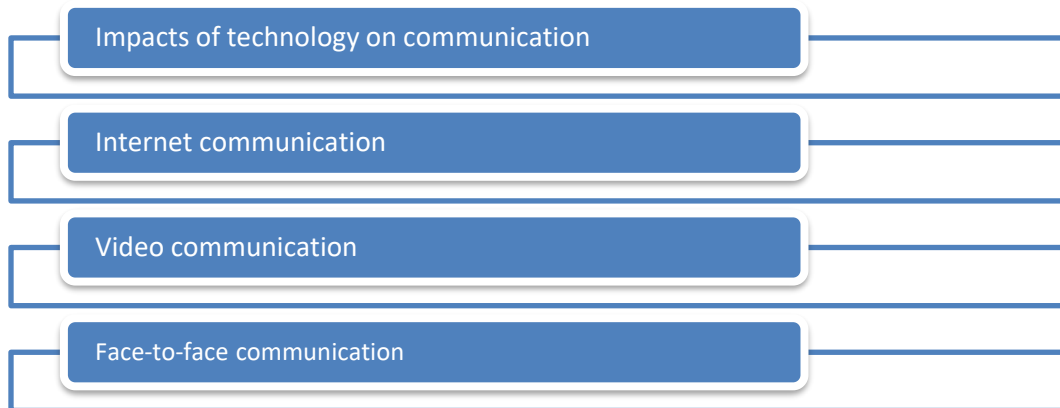 Impacts of technology on communication
Internet communication
Video communication
Face-to-face communication